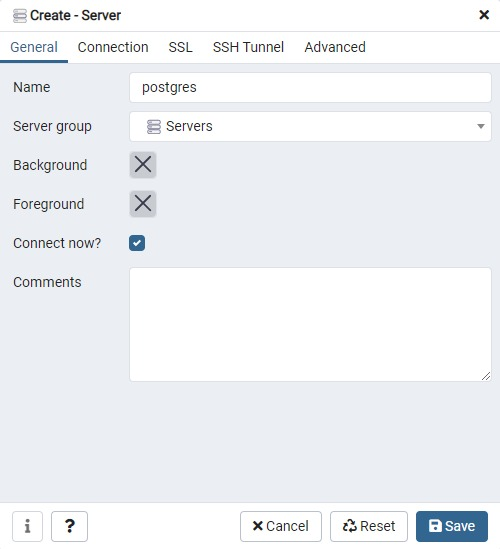 Create - Server
General Connection SSL SSH Tunnel Advanced
Name postgres
Server group Servers
Background
Foreground
Connect now?
Comments
i ? Cancel Reset Save